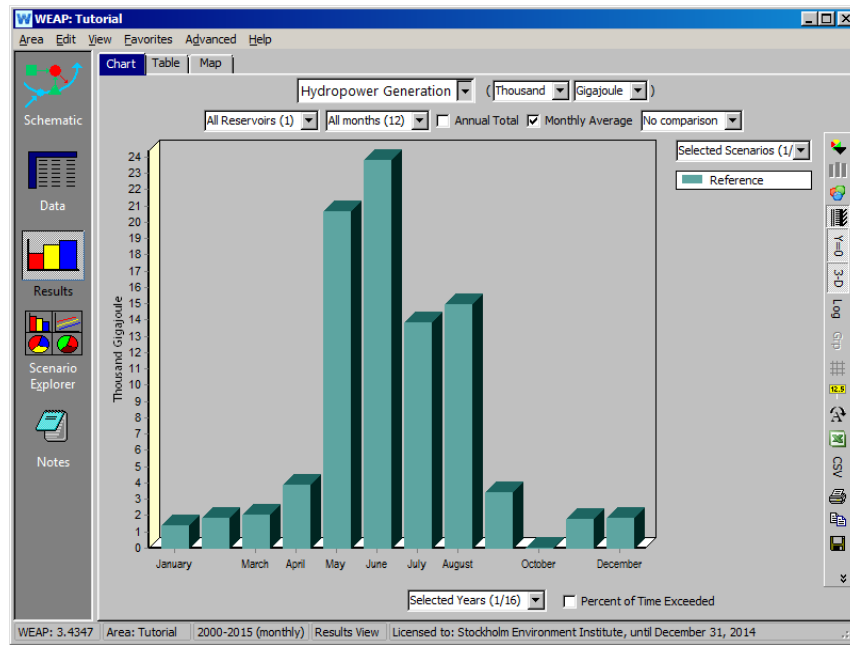 WEAP: Tutorial
Area Edit View Favorites Advanced Help
Chart Table Map
Hydropower Generation ( Thousand Gigajoule )
All Reservoirs (1) All months (12) Annual Total Monthly Average No comparison
Selected Scenarios (1/
Reference
Schematic
Data
Results
Scenario
Explorer
Notes
Thousand Gigajoule
24
23
22
21
20
19
18
17
16
15
14
13
12
11
10
9
8
7
6
5
4
3
2
1
0
January March April May June July August October December
Y=0
3-D
Log
Grp
12.5
A
CSV
Selected Years (1/16) Percent of Time Exceeded
WEAP: 3.4347 Area: Tutorial 2000-2015 (monthly) Results View Licensed to: Stockholm Environment Institute, until December 31, 2014